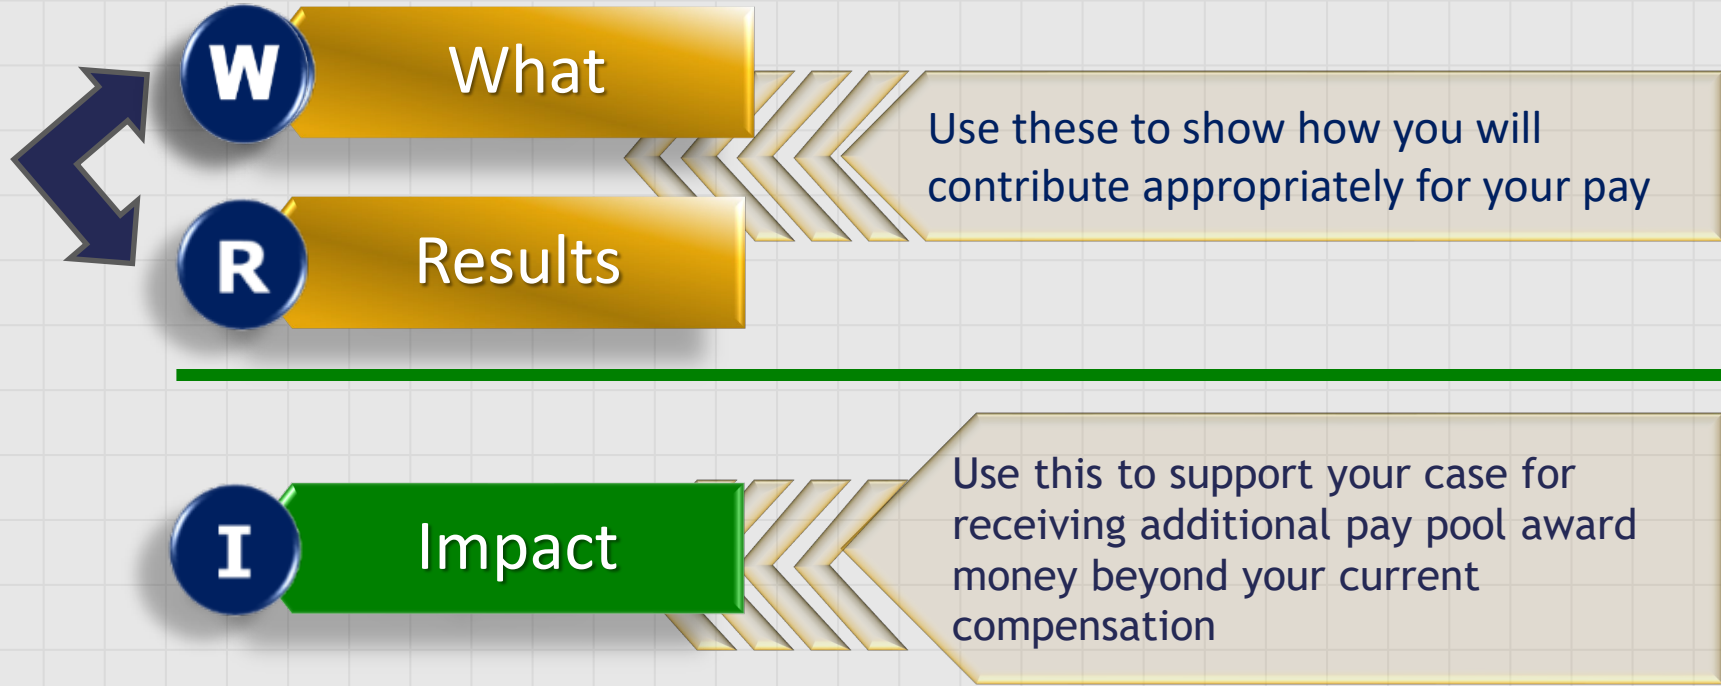 W What
Use these to show how you will
contribute appropriately for your pay
R Results
I Impact
Use this to support your case for
receiving additional pay pool award
money beyond your current
compensation